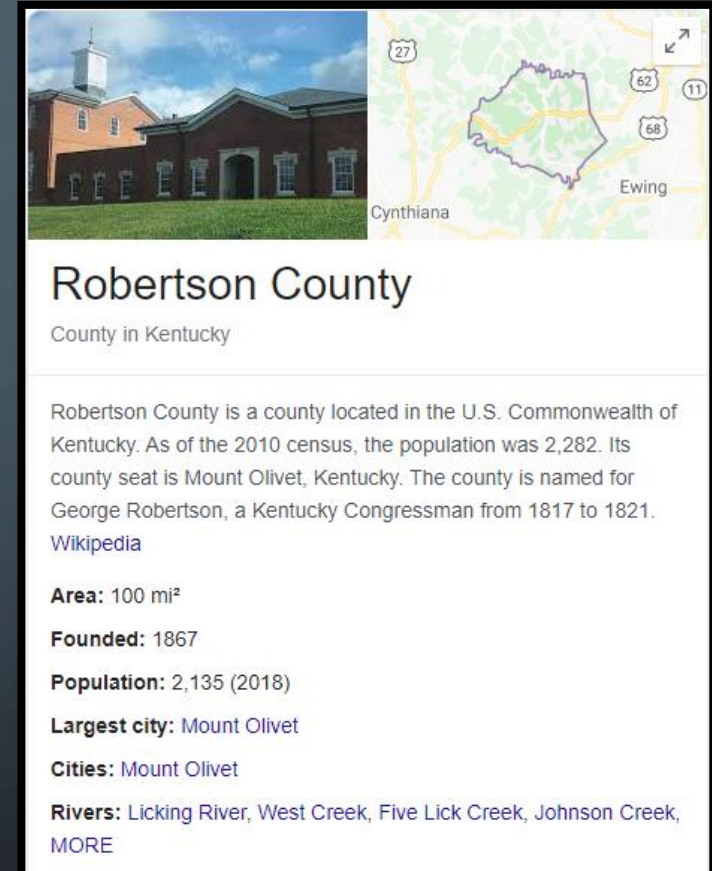 27
62
11
68
Ewing
Cynthiana
Robertson County
County in Kentucky
Robertson County is a county located in the U.S. Commonwealth of
Kentucky. As of the 2010 census, the population was 2,282. Its
county seat is Mount Olivet, Kentucky. The county is named for
George Robertson, a Kentucky Congressman from 1817 to 1821.
Wikipedia
Area: 100 mi²
Founded: 1867
Population: 2,135 (2018)
Largest city: Mount Olivet
Cities: Mount Olivet
Rivers: Licking River, West Creek, Five Lick Creek, Johnson Creek,
MORE